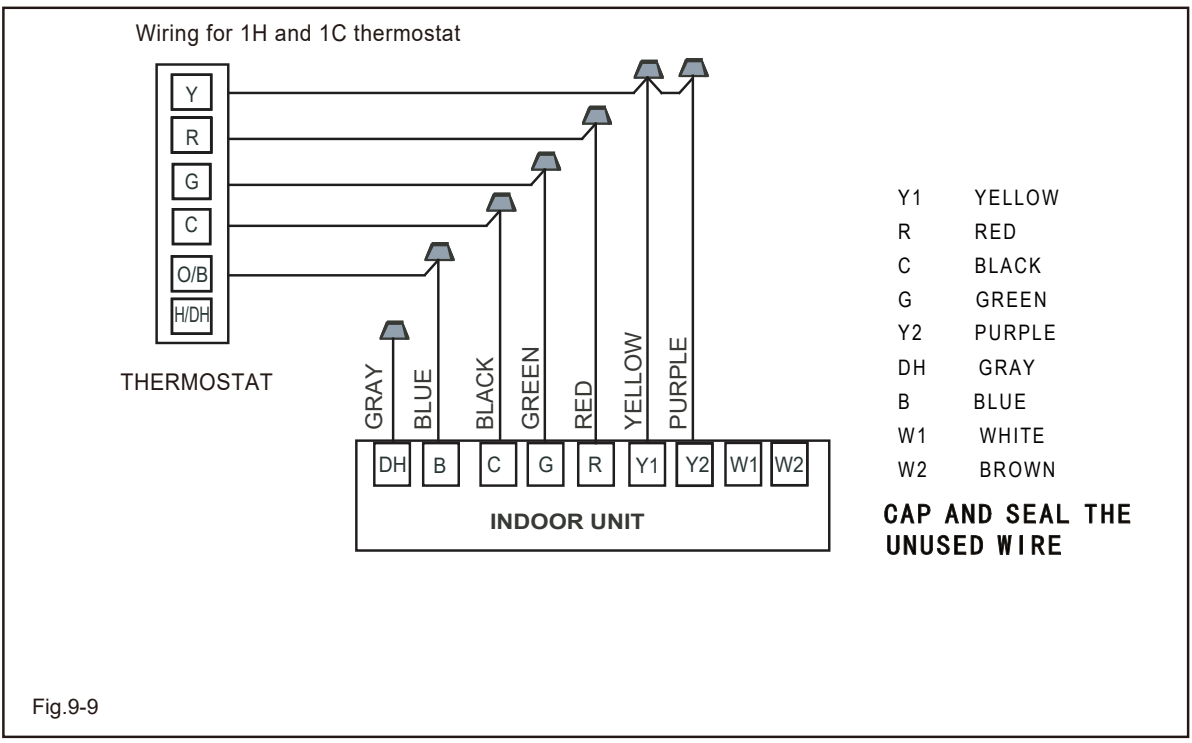 Wiring for 1H and 1C thermostat
Y
R
G
C
O/B
H/DH
THERMOSTAT
GRAY
BLUE
BLACK
GREEN
RED
YELLOW
PURPLE
DH B C G R Y1 Y2 W1 W2
INDOOR UNIT
Y1 YELLOW
R RED
C BLACK
G GREEN
Y2 PURPLE
DH GRAY
B BLUE
W1 WHITE
W2 BROWN
CAP AND SEAL THE
UNUSED WIRE
Fig.9-9